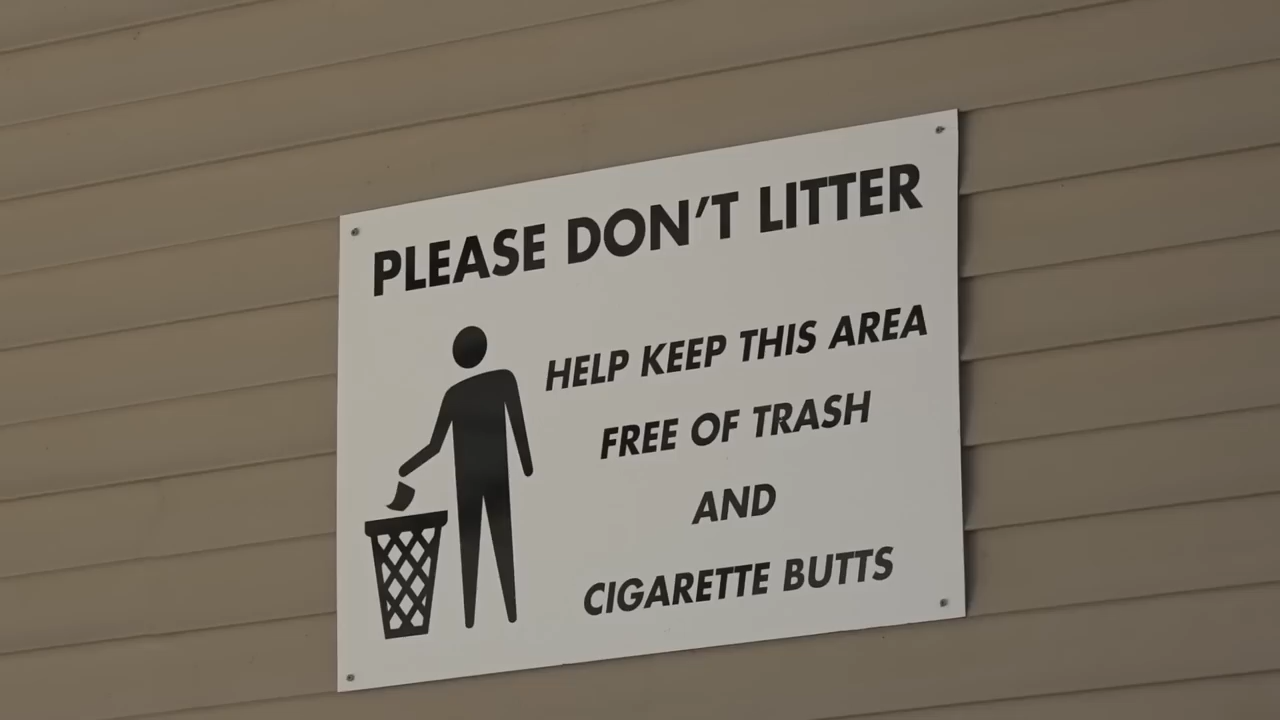 PLEASE DON'T LITTER
HELP KEEP THIS AREA
FREE OF TRASH
AND
CIGARETTE BUTTS